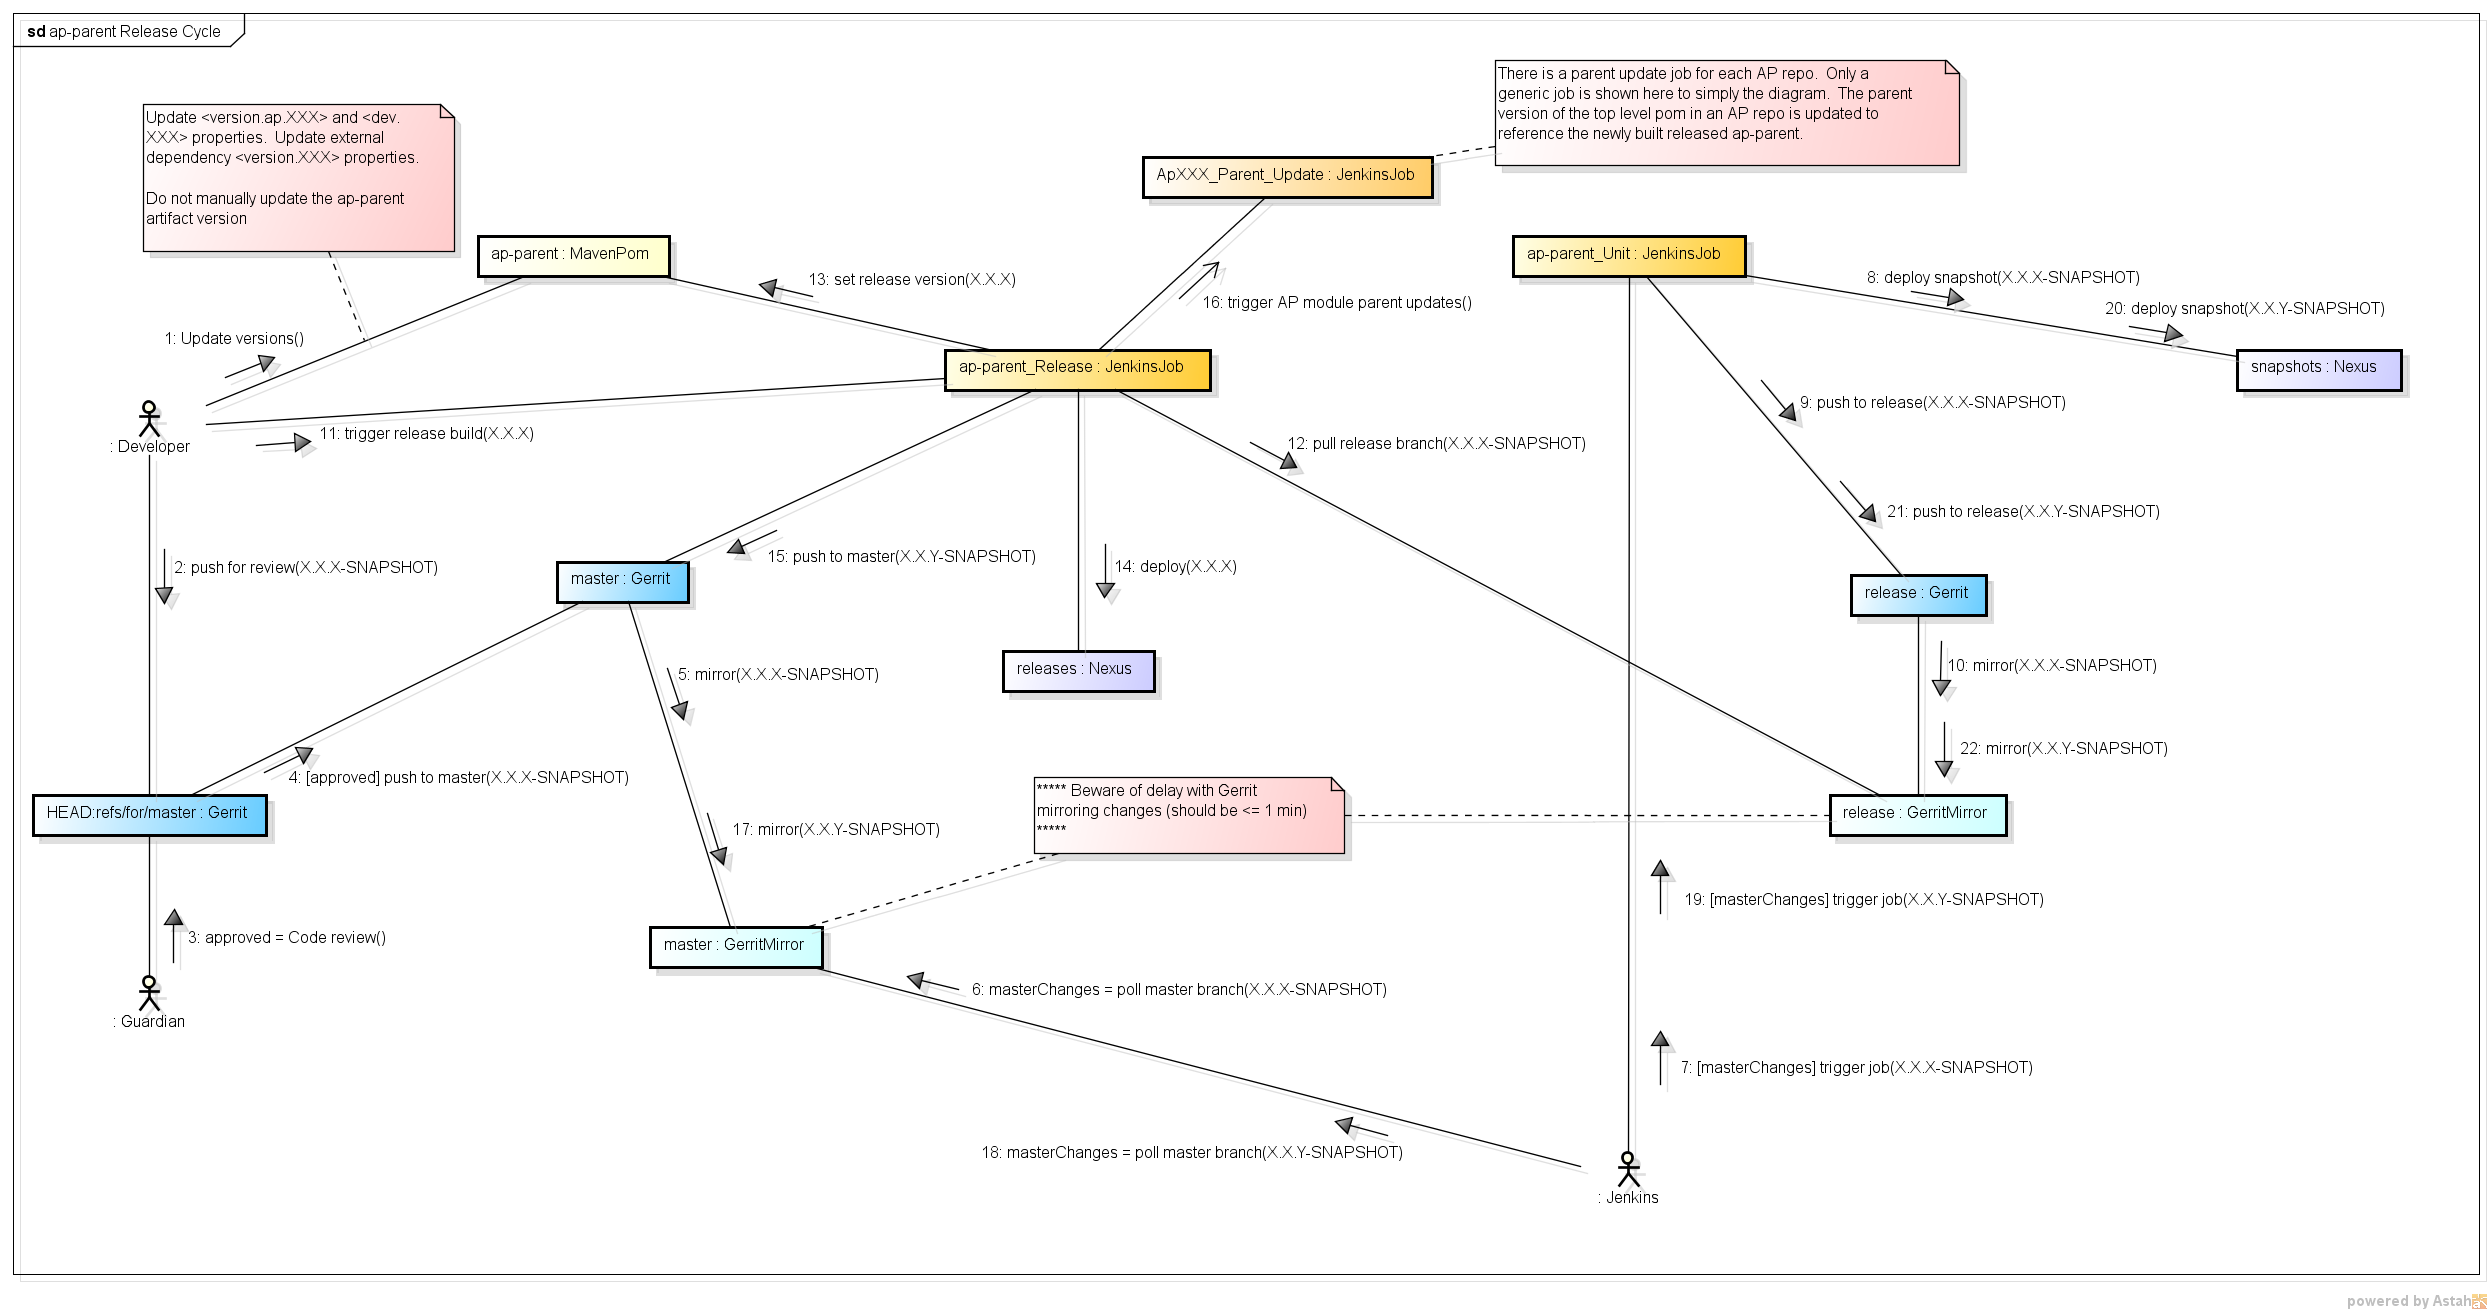 sd ap-parent Release Cycle
There is a parent update job for each AP repo.  Only a
generic job is shown here to simply the diagram.  The parent
version of the top level pom in an AP repo is updated to
reference the newly built released ap-parent.
Update <version.ap.XXX> and <dev.
XXX> properties.  Update external
dependency <version.XXX> properties.
Do not manually update the ap-parent
artifact version
ApXXX_Parent_Update : JenkinsJob
ap-parent : MavenPom
ap-parent_Unit : JenkinsJob
13: set release version(X.X.X)
8: deploy snapshot(X.X.X-SNAPSHOT)
16: trigger AP module parent updates()
20: deploy snapshot(X.X.Y-SNAPSHOT)
1: Update versions()
ap-parent_Release : JenkinsJob
snapshots : Nexus
9: push to release(X.X.X-SNAPSHOT)
: Developer
11: trigger release build(X.X.X)
12: pull release branch(X.X.X-SNAPSHOT)
21: push to release(X.X.Y-SNAPSHOT)
15: push to master(X.X.Y-SNAPSHOT)
2: push for review(X.X.X-SNAPSHOT)
14: deploy(X.X.X)
master : Gerrit
release : Gerrit
5: mirror(X.X.X-SNAPSHOT)
releases : Nexus
10: mirror(X.X.X-SNAPSHOT)
22: mirror(X.X.Y-SNAPSHOT)
4: [approved] push to master(X.X.X-SNAPSHOT)
***** Beware of delay with Gerrit
mirroring changes (should be <= 1 min)
*****
HEAD:refs/for/master : Gerrit
release : GerritMirror
17: mirror(X.X.Y-SNAPSHOT)
19: [masterChanges] trigger job(X.X.Y-SNAPSHOT)
3: approved = Code review()
master : GerritMirror
6: masterChanges = poll master branch(X.X.X-SNAPSHOT)
: Guardian
7: [masterChanges] trigger job(X.X.X-SNAPSHOT)
18: masterChanges = poll master branch(X.X.Y-SNAPSHOT)
: Jenkins
powered by Astah